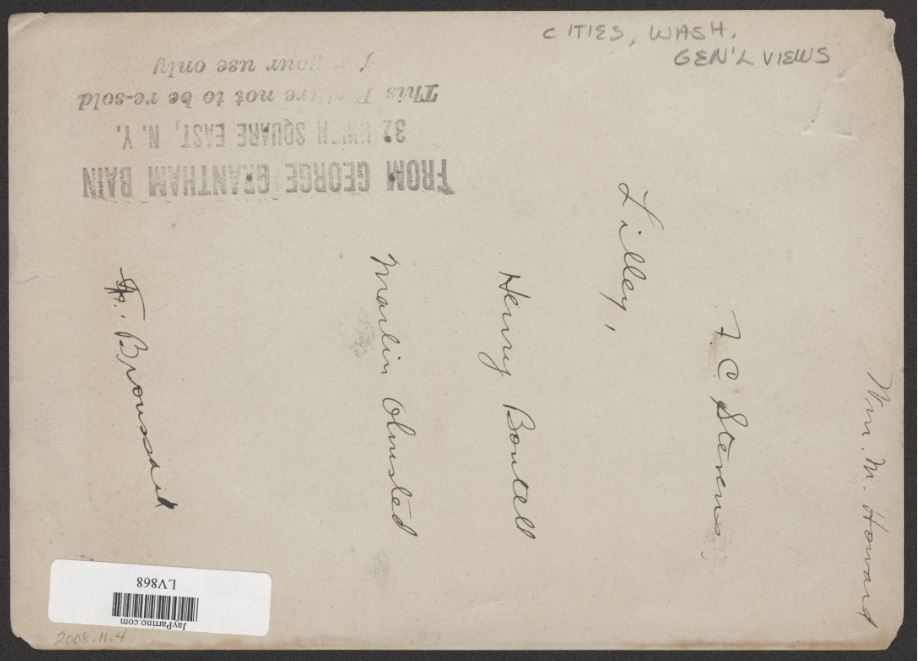 CITIES, WASH.
GEN'L VIEWS
FROM GEORGE GRANTHAM BAIN
32 UNION SQUARE EAST, N. Y.
This Picture not to be re-sold
For your use only
Wm. M. Howard
F. C. Stevens,
Lilley,
Henry Boutell
Marlin Olmsted
Broussard
JayParrino.com
LV868
2008.11.4